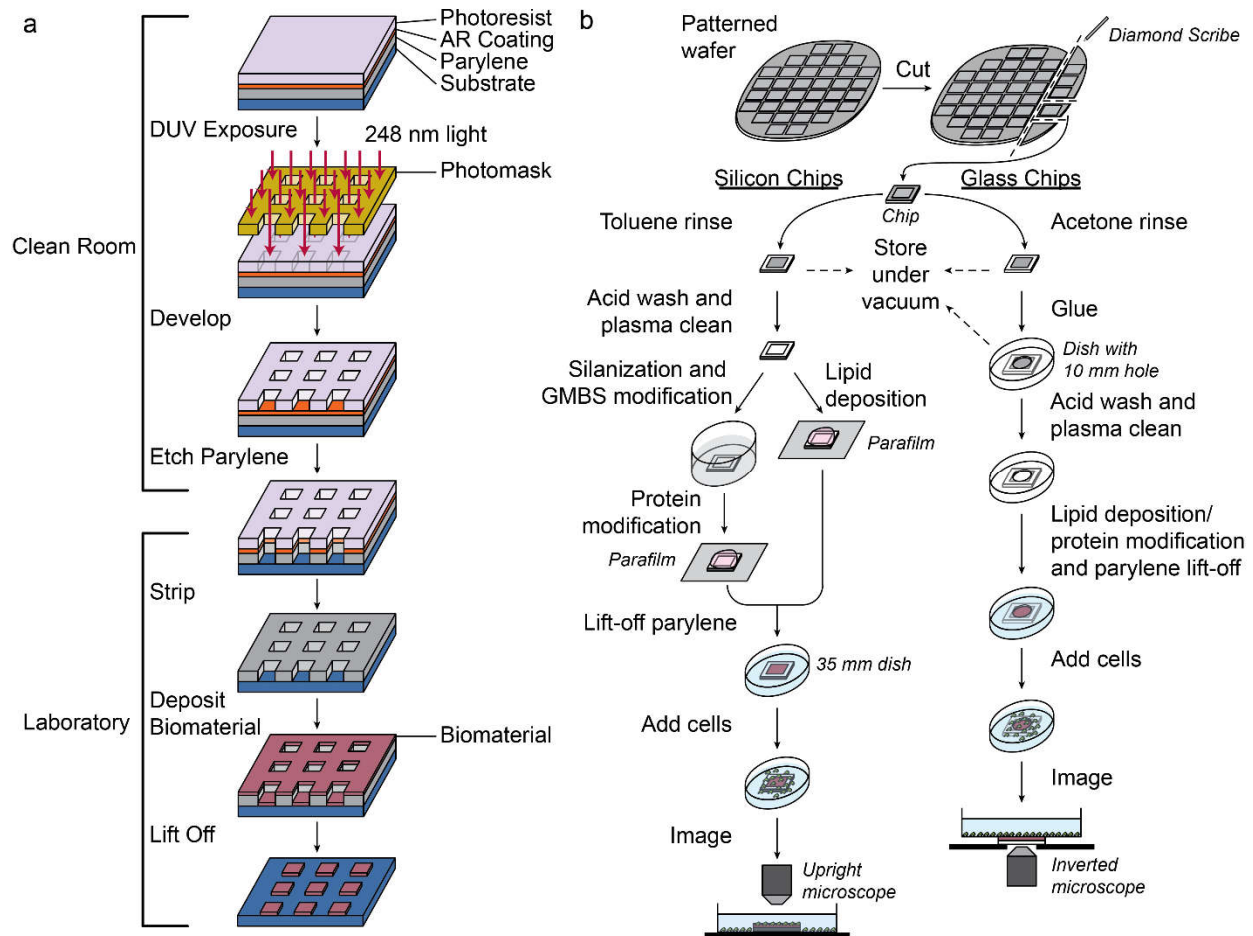 a
Photoresist
AR Coating
Parylene
Substrate
DUV Exposure
248 nm light
Photomask
Clean Room
Develop
Etch Parylene
Strip
Laboratory
Deposit
Biomaterial
Biomaterial
Lift Off
b
Patterned
wafer
Diamond Scribe
Cut
Silicon Chips
Glass Chips
Chip
Toluene rinse
Acetone rinse
Store
under
vacuum
Acid wash and
plasma clean
Glue
Dish with
10 mm hole
Silanization and
GMBS modification
Lipid
deposition
Acid wash and
plasma clean
Parafilm
Protein
modification
Parafilm
Lipid deposition/
protein modification
and parylene lift-off
Lift-off parylene
35 mm dish
Add cells
Add cells
Image
Image
Upright
microscope
Inverted
microscope